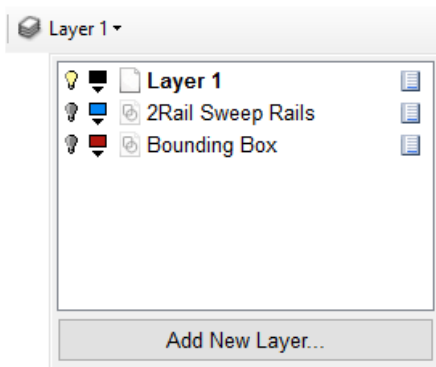 Layer 1
Layer 1
2Rail Sweep Rails
Bounding Box
Add New Layer...